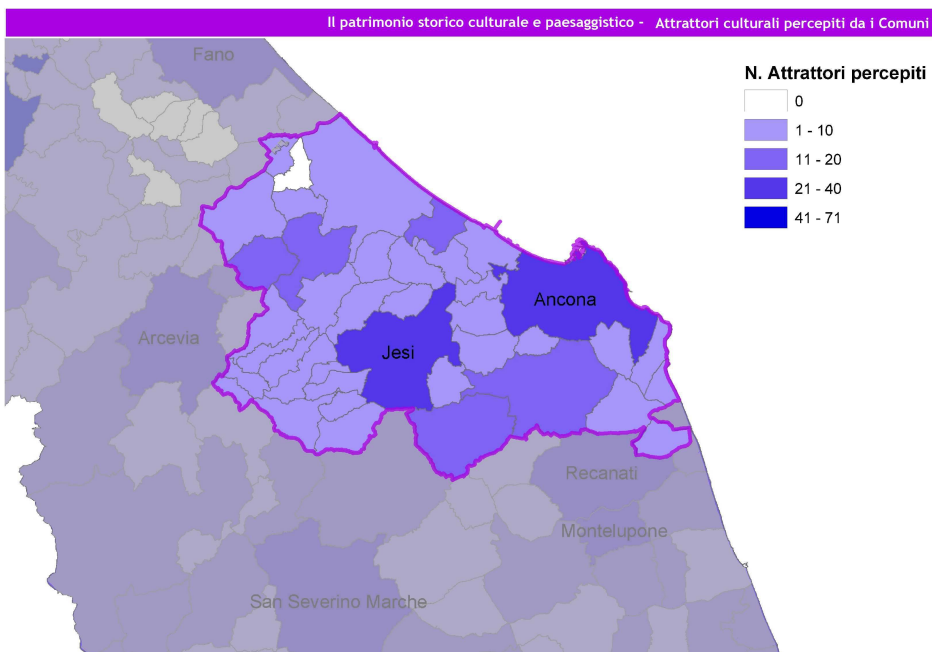 Il patrimonio storico culturale e paesaggistico - Attrattori culturali percepiti da i Comuni
Fano
N. Attrattori percepiti
0
1 - 10
11 - 20
21 - 40
41 - 71
Ancona
Arcevia
Jesi
Recanati
Montelupone
San Severino Marche